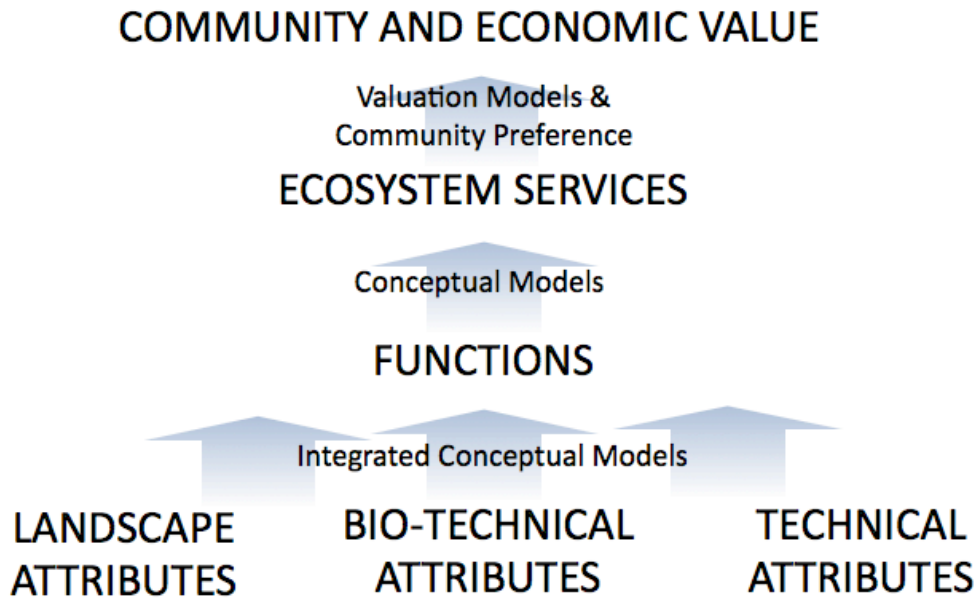 COMMUNITY AND ECONOMIC VALUE
Valuation Models &
Community Preference
ECOSYSTEM SERVICES
Conceptual Models
FUNCTIONS
Integrated Conceptual Models
LANDSCAPE
ATTRIBUTES
BIO-TECHNICAL
ATTRIBUTES
TECHNICAL
ATTRIBUTES